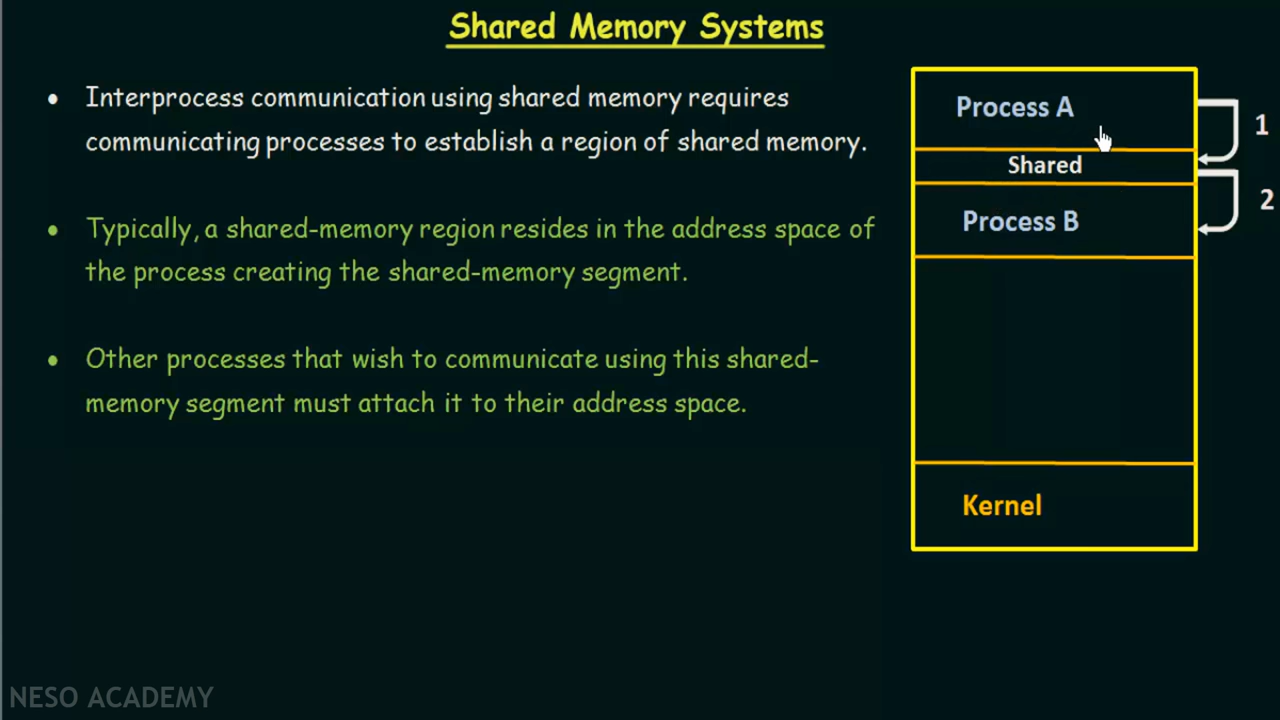 Shared Memory Systems
• Interprocess communication using shared memory requires
communicating processes to establish a region of shared memory.
• Typically, a shared-memory region resides in the address space of
the process creating the shared-memory segment.
• Other processes that wish to communicate using this shared-
memory segment must attach it to their address space.
Process A
1
Shared
2
Process B
Kernel
NESO ACADEMY